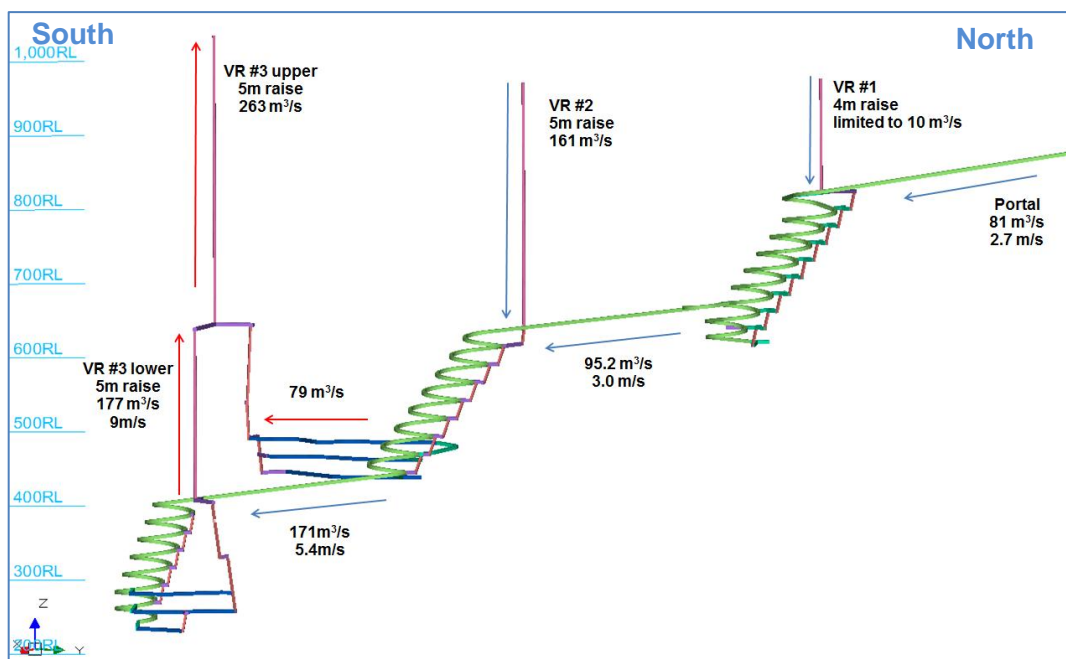 South
North
1,000RL
900RL
800RL
700RL
600RL
500RL
400RL
300RL
200RL
VR #3 upper
5m raise
263 m³/s
VR #2
5m raise
161 m³/s
VR #1
4m raise
limited to 10 m³/s
Portal
81 m³/s
2.7 m/s
95.2 m³/s
3.0 m/s
VR #3 lower
5m raise
177 m³/s
9m/s
79 m³/s
171m³/s
5.4m/s
Z
X
Y